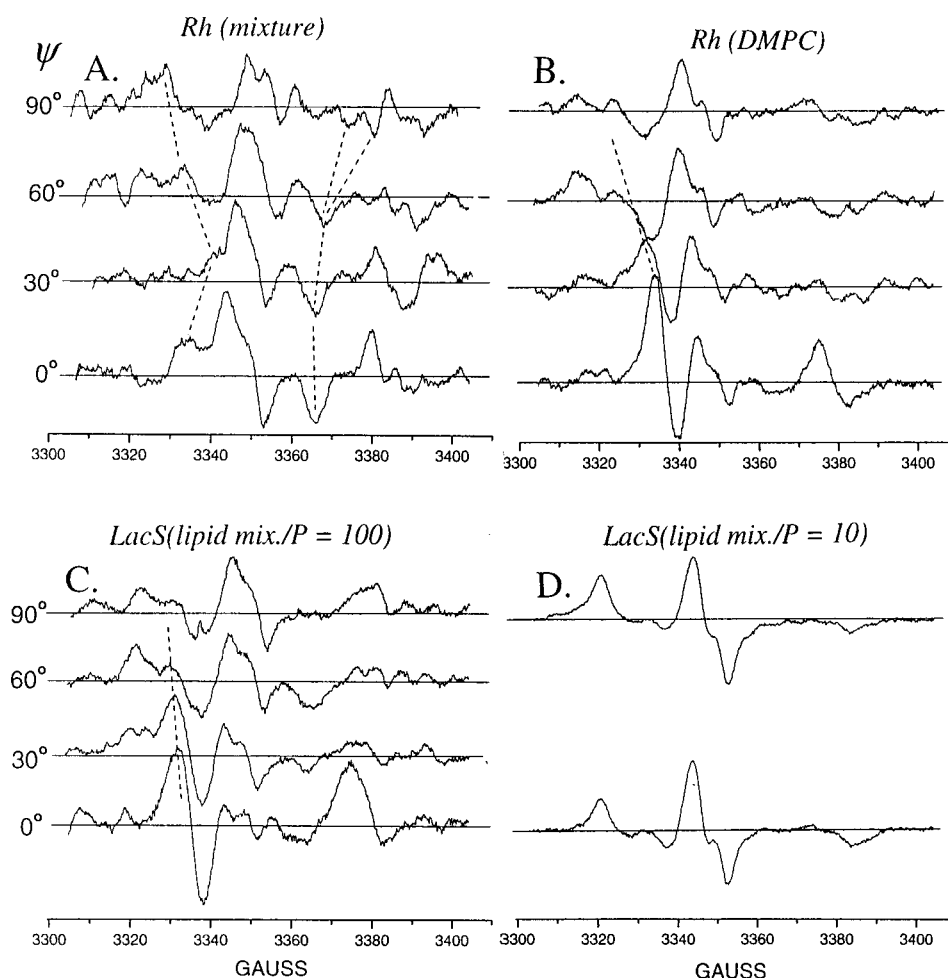 Rh (mixture)
Rh (DMPC)
ψ
A.
B.
90°
60°
30°
0°
3300 3320 3340 3360 3380 3400
3300 3320 3340 3360 3380 3400
LacS(lipid mix./P = 100)
LacS(lipid mix./P = 10)
C.
D.
90°
60°
30°
0°
3300 3320 3340 3360 3380 3400
3300 3320 3340 3360 3380 3400
GAUSS
GAUSS